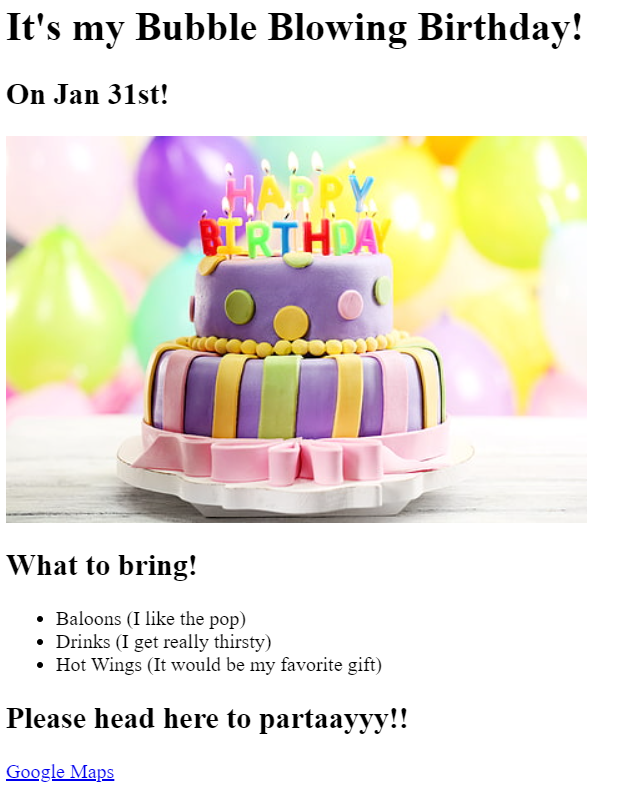 It's my Bubble Blowing Birthday!
On Jan 31st!
HAPPY
BIRTHDAY
What to bring!
Baloons (I like the pop)
Drinks (I get really thirsty)
Hot Wings (It would be my favorite gift)
Please head here to partaayyy!!
Google Maps